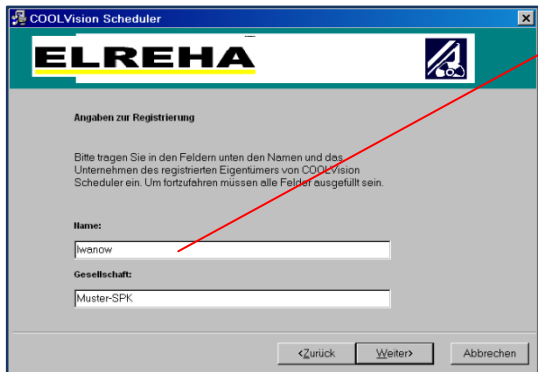 COOLVision Scheduler
ELREHA
Angaben zur Registrierung
Bitte tragen Sie in den Feldern unten den Namen und das
Unternehmen des registrierten Eigentümers von COOLVision
Scheduler ein. Um fortzufahren müssen alle Felder ausgefüllt sein.
Name:
Iwanow
Gesellschaft:
Muster-SPK
<Zurück Weiter> Abbrechen